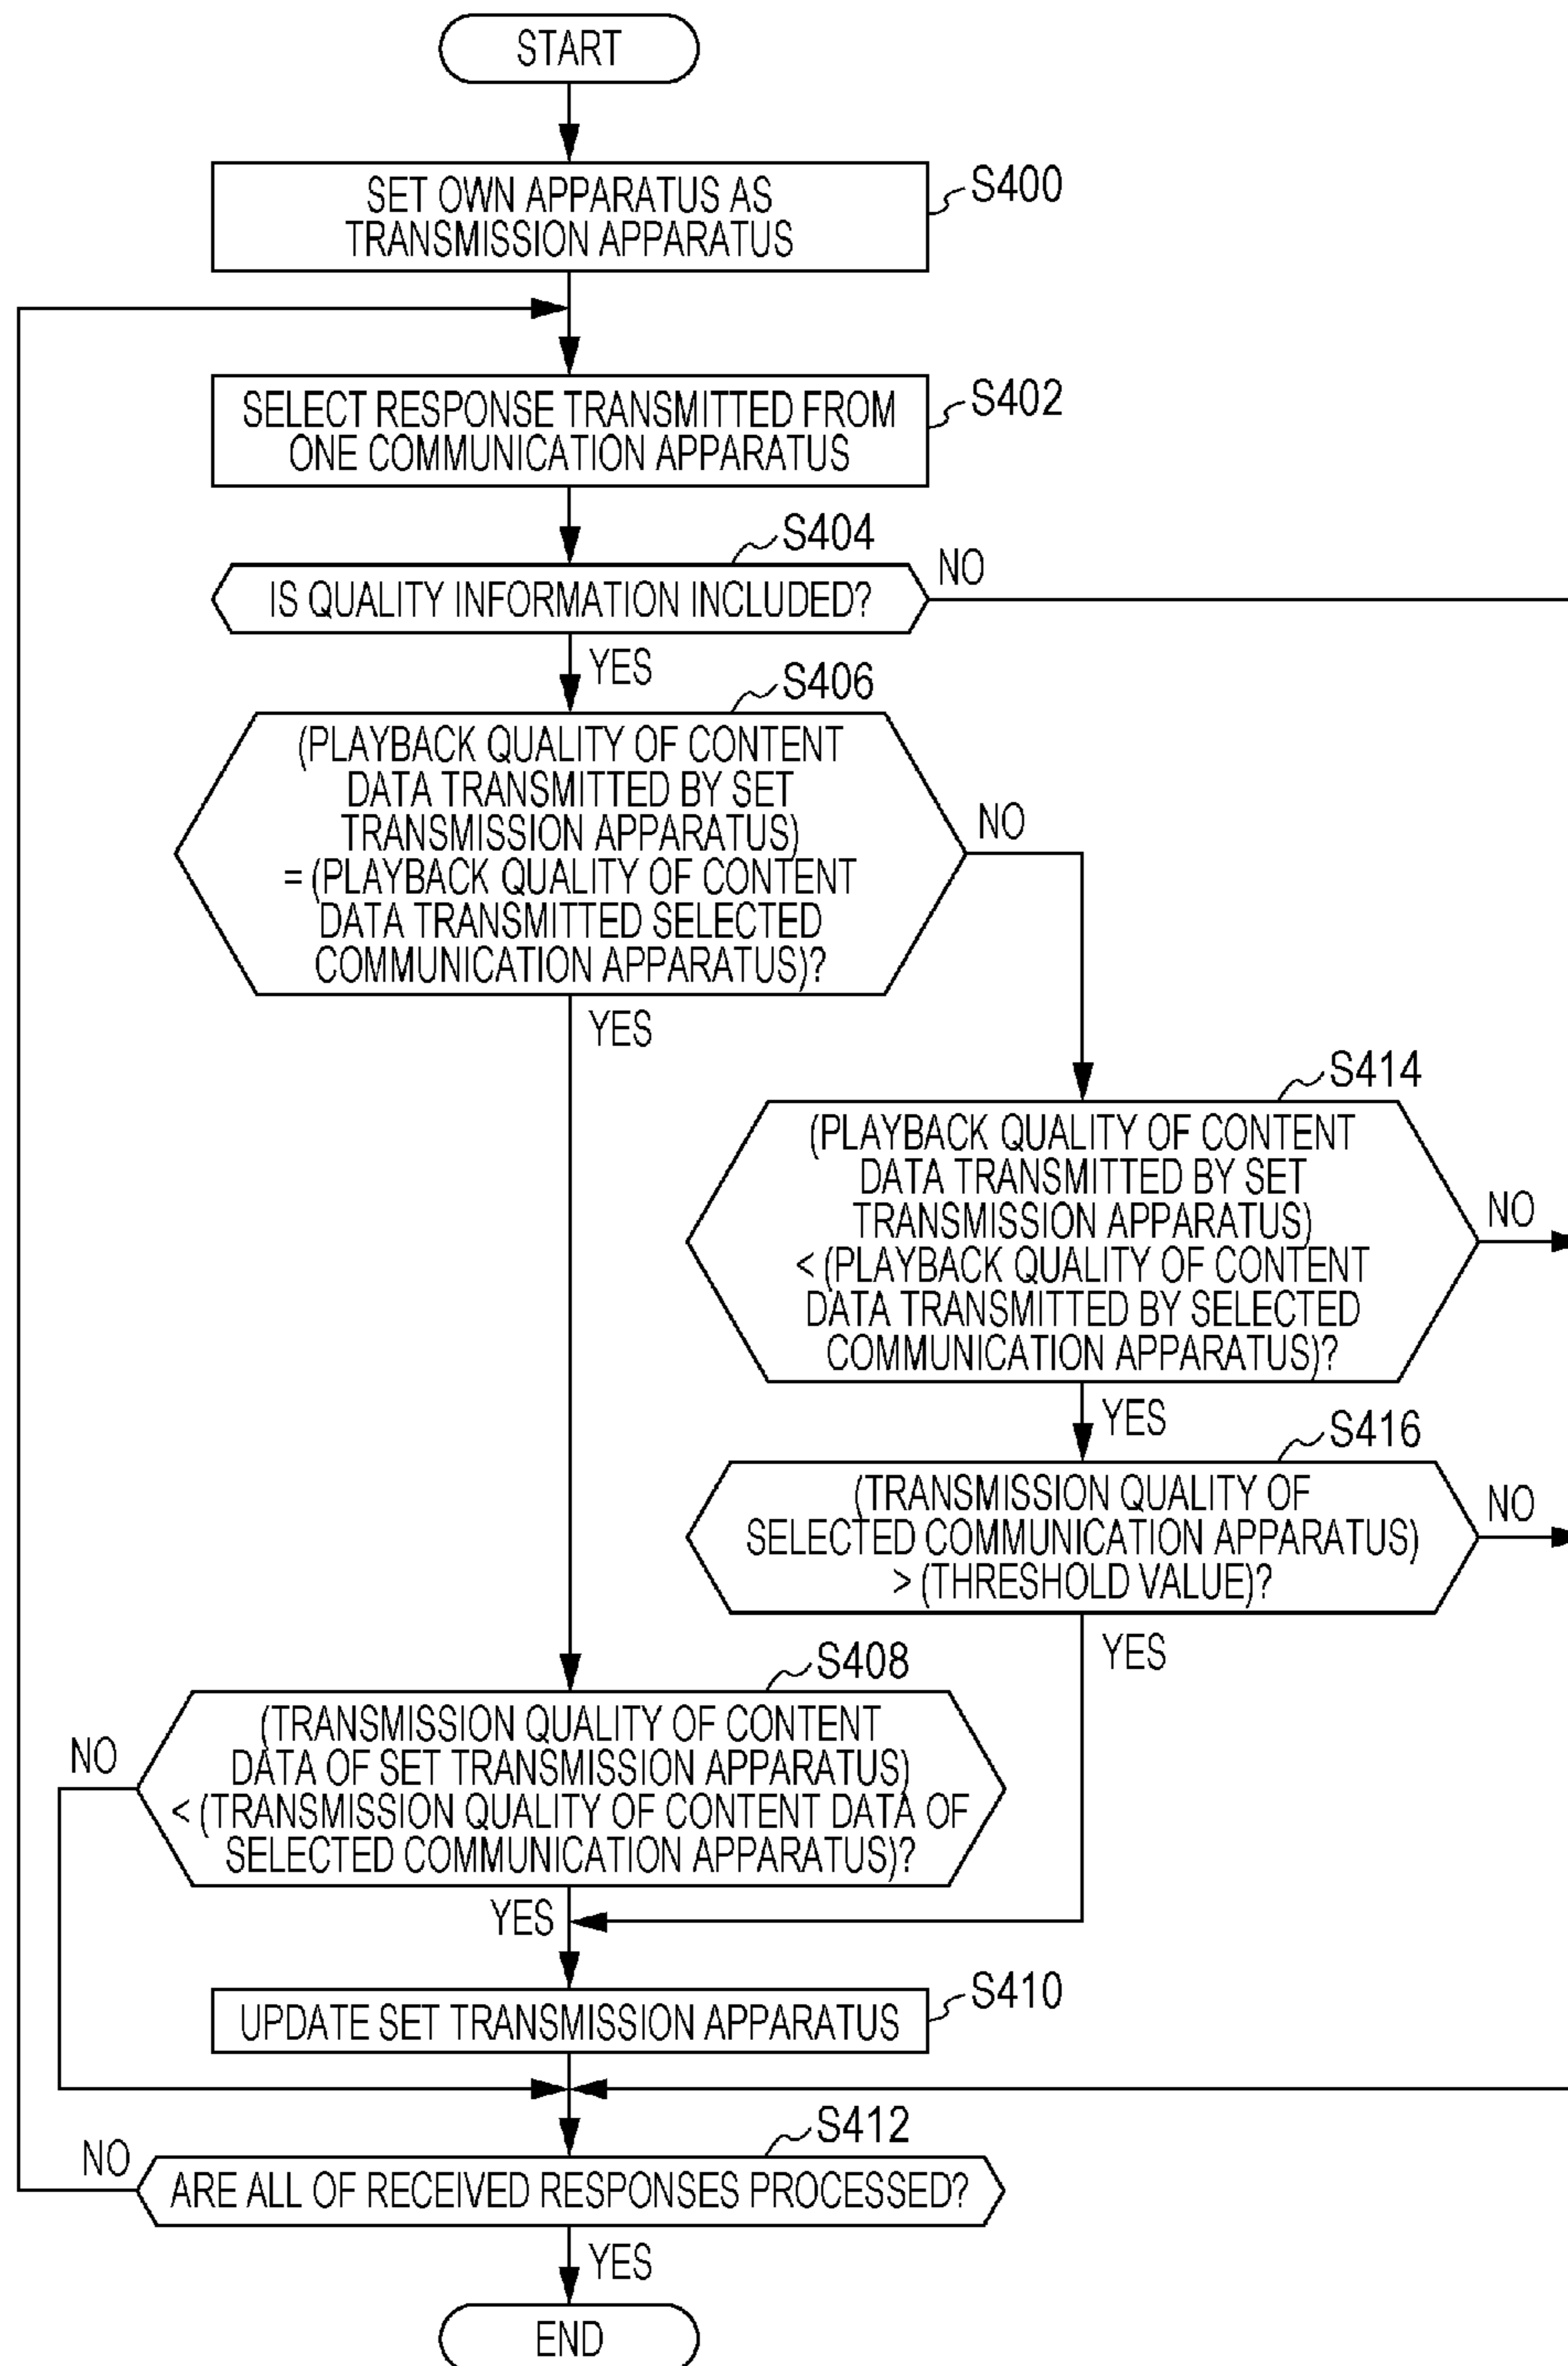 START
SET OWN APPARATUS AS
TRANSMISSION APPARATUS
S400
SELECT RESPONSE TRANSMITTED FROM
ONE COMMUNICATION APPARATUS
S402
S404
IS QUALITY INFORMATION INCLUDED?
NO
YES
S406
(PLAYBACK QUALITY OF CONTENT
DATA TRANSMITTED BY SET
TRANSMISSION APPARATUS)
= (PLAYBACK QUALITY OF CONTENT
DATA TRANSMITTED SELECTED
COMMUNICATION APPARATUS)?
NO
YES
S414
(PLAYBACK QUALITY OF CONTENT
DATA TRANSMITTED BY SET
TRANSMISSION APPARATUS)
< (PLAYBACK QUALITY OF CONTENT
DATA TRANSMITTED BY SELECTED
COMMUNICATION APPARATUS)?
NO
YES
S416
(TRANSMISSION QUALITY OF
SELECTED COMMUNICATION APPARATUS)
> (THRESHOLD VALUE)?
NO
YES
S408
(TRANSMISSION QUALITY OF CONTENT
DATA OF SET TRANSMISSION APPARATUS)
< (TRANSMISSION QUALITY OF CONTENT DATA OF
SELECTED COMMUNICATION APPARATUS)?
NO
YES
UPDATE SET TRANSMISSION APPARATUS
S410
S412
NO
ARE ALL OF RECEIVED RESPONSES PROCESSED?
YES
END